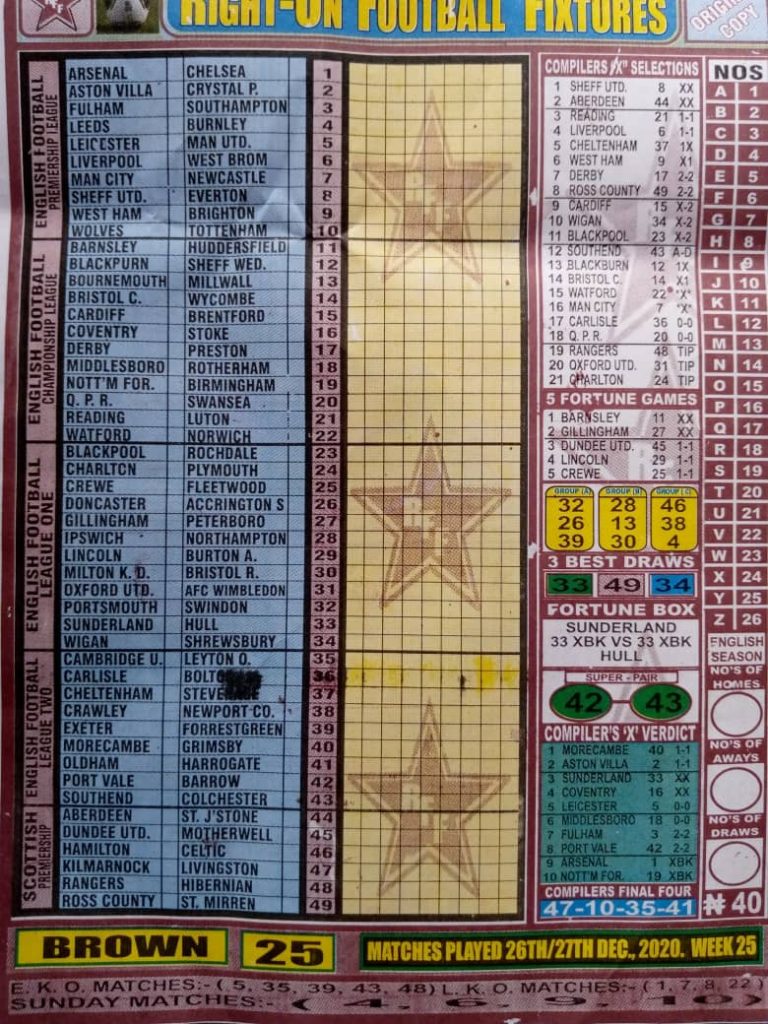 RIGHT-ON FOOTBALL FIXTURES
ORIGINAL COPY
ENGLISH FOOTBALL PREMIERSHIP LEAGUE
ARSENAL CHELSEA 1
ASTON VILLA CRYSTAL P. 2
FULHAM SOUTHAMPTON 3
LEEDS BURNLEY 4
LEICESTER MAN UTD. 5
LIVERPOOL WEST BROM 6
MAN CITY NEWCASTLE 7
SHEF UTD. EVERTON 8
WEST HAM BRIGHTON 9
WOLVES TOTTENHAM 10
ENGLISH FOOTBALL CHAMPIONSHIP LEAGUE
BARNSLEY HUDDERSFIELD 11
BLACKPURN SHEFF WED. 12
BOURNEMOUTH MILLWALL 13
BRISTOL C. WYCOMBE 14
CARDIFF BRENTFORD 15
COVENTRY STOKE 16
DERBY PRESTON 17
MIDDLESBORO ROTHERHAM 18
NOTT'M FOR. BIRMINGHAM 19
Q. P. R. SWANSEA 20
READING LUTON 21
WATFORD NORWICH 22
ENGLISH FOOTBALL LEAGUE ONE
BLACKPOOL ROCHDALE 23
CHARLTON PLYMOUTH 24
CREWE FLEETWOOD 25
DONCASTER ACCRINGTON S 26
GILLINGHAM PETERBORO 27
IPSWICH NORTHAMPTON 28
LINCOLN BURTON A. 29
MILTON K. D. BRISTOL R. 30
OXFORD UTD. AFC WIMBLEDON 31
PORTSMOUTH SWINDON 32
SUNDERLAND HULL 33
WIGAN SHREWSBURY 34
ENGLISH FOOTBALL LEAGUE TWO
CAMBRIDGE U. LEYTON O. 35
CARLISLE 36
CHELTENHAM 37
CRAWLEY NEWPORT CO. 38
EXETER FORRESTGREEN 39
MORECAMBE GRIMSBY 40
OLDHAM HARROGATE 41
PORT VALE BARROW 42
SOUTHEND COLCHESTER 43
SCOTTISH PREMIERSHIP
ABERDEEN ST. J'STONE 44
DUNDEE UTD. MOTHERWELL 45
HAMILTON CELTIC 46
KILMARNOCK LIVINGSTON 47
RANGERS HIBERNIAN 48
ROSS COUNTY ST. MIRREN 49
RFF
RFF
RFF
COMPILERS "X" SELECTIONS
1 SHEFF UTD. 8 XX
2 ABERDEEN 44 XX
3 READING 21 1-1
4 LIVERPOOL 6 1-1
5 CHELTENHAM 37 1X
6 WEST HAM 9 X1
7 DERBY 17 2-2
8 ROSS COUNTY 49 2-2
9 CARDIFF 15 X-2
10 WIGAN 34 X-2
11 BLACKPOOL 23 X-2
12 SOUTHEND 43 A-D
13 BLACKBURN 12 1X
14 BRISTOL C. 14 X1
15 WATFORD 22 "X"
16 MAN CITY 7 "X"
17 CARLISLE 36 0-0
18 Q. P. R. 20 0-0
19 RANGERS 48 TIP
20 OXFORD UTD. 31 TIP
21 CHARLTON 24 TIP
5 FORTUNE GAMES
1 BARNSLEY 11 XX
2 GILLINGHAM 27 XX
3 DUNDEE UTD. 45 1-1
4 LINCOLN 29 1-1
5 CREWE 25 1-1
GROUP (A) GROUP (B) GROUP (C)
32 28 46
26 13 38
39 30 4
3 BEST DRAWS
33 49 34
FORTUNE BOX
SUNDERLAND
33 XBK VS 33 XBK
HULL
SUPER - PAIR
42 - 43
COMPILER'S 'X' VERDICT
1 MORECAMBE 40 1-1
2 ASTON VILLA 2 1-1
3 SUNDERLAND 33 XX
4 COVENTRY 16 XX
5 LEICESTER 5 0-0
6 MIDDLESBORO 18 0-0
7 FULHAM 3 2-2
8 PORT VALE 42 2-2
9 ARSENAL 1 XBK
10 NOTT'M FOR. 19 XBK
COMPILERS FINAL FOUR
47-10-35-41
NOS
A 1
B 2
C 3
D 4
E 5
F 6
G 7
H 8
I 9
J 10
K 11
L 12
M 13
N 14
O 15
P 16
Q 17
R 18
S 19
T 20
U 21
V 22
W 23
X 24
Y 25
Z 26
ENGLISH SEASON
NO'S OF HOMES
NO'S OF AWAYS
NO'S OF DRAWS
₦ 40
BROWN 25 MATCHES PLAYED 26TH/27TH DEC., 2020. WEEK 25
E. K. O. MATCHES:- ( 5, 35, 39, 43, 48) L. K. O. MATCHES:- ( 1, 7, 8, 22 )
SUNDAY MATCHES:- ( 4, 6, 9, 10)